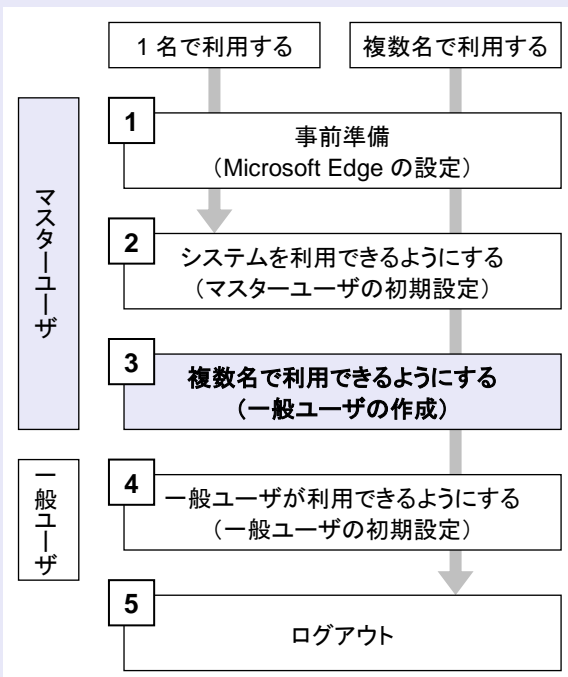 1 名で利用する
複数名で利用する
マスターユーザ
1
事前準備
(Microsoft Edge の設定)
2
システムを利用できるようにする
(マスターユーザの初期設定)
3
複数名で利用できるようにする
(一般ユーザの作成)
一般ユーザ
4
一般ユーザが利用できるようにする
(一般ユーザの初期設定)
5
ログアウト